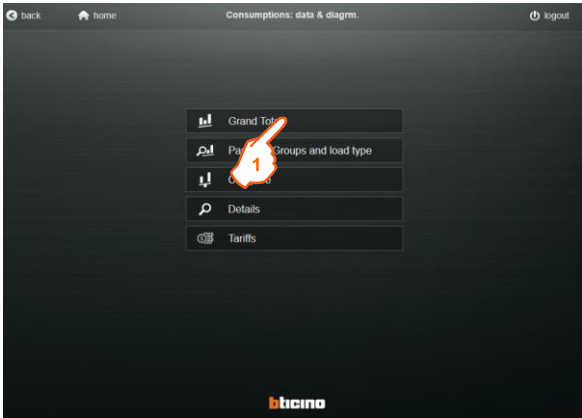 back home Consumptions: data & diagrm. logout
Grand
Groups and load type
1
Details
Tariffs
bticino